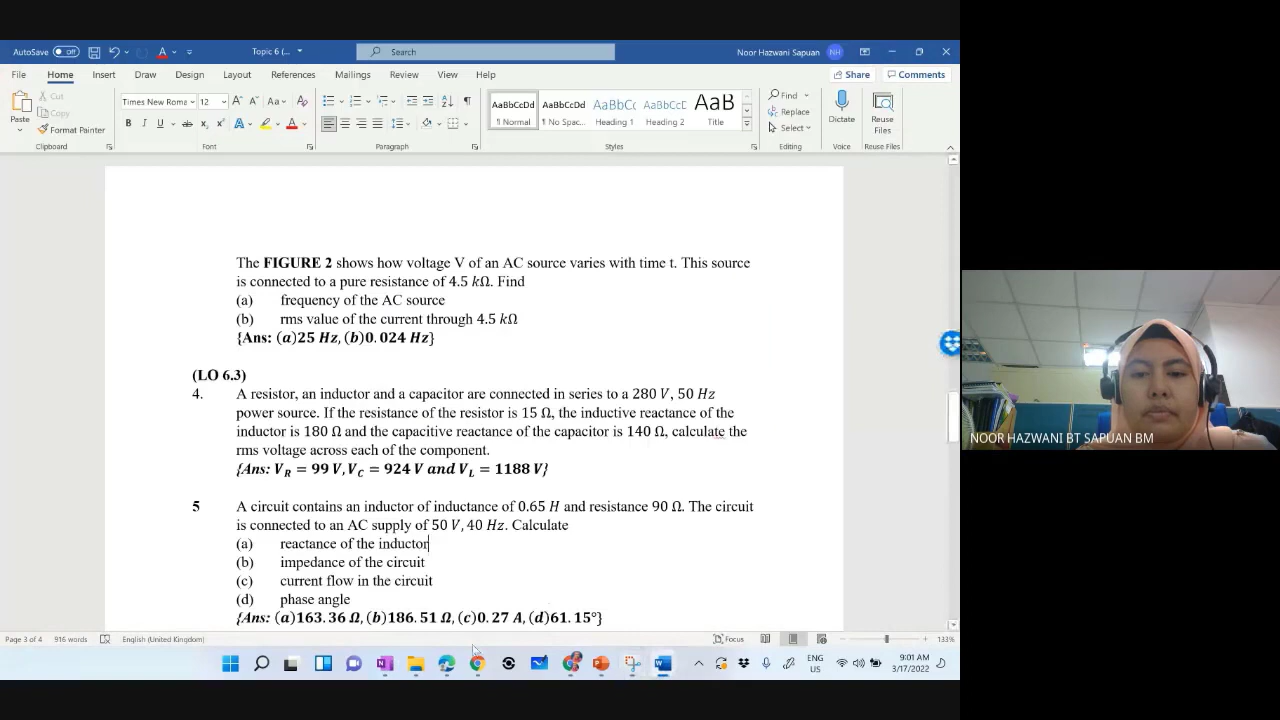 AutoSave Off Topic 6 (... Search Noor Hazwani Sapuan NH
File Home Insert Draw Design Layout References Mailings Review View Help Share Comments
Paste Cut Copy Format Painter Times New Roma 12 AaBbCcDd AaBbCcDd AaBbCc AaBbCcD AaB Find Replace Select Dictate Reuse Files
¶ Normal ¶ No Spac... Heading 1 Heading 2 Title
Clipboard Font Paragraph Styles Editing Voice Reuse Files
The FIGURE 2 shows how voltage V of an AC source varies with time t. This source
is connected to a pure resistance of 4.5 kΩ. Find
(a) frequency of the AC source
(b) rms value of the current through 4.5 kΩ
{Ans: (a)25 Hz, (b)0.024 Hz}
(LO 6.3)
4. A resistor, an inductor and a capacitor are connected in series to a 280 V, 50 Hz
power source. If the resistance of the resistor is 15 Ω, the inductive reactance of the
inductor is 180 Ω and the capacitive reactance of the capacitor is 140 Ω, calculate the
rms voltage across each of the component.
{Ans: V_R = 99 V, V_C = 924 V and V_L = 1188 V}
5 A circuit contains an inductor of inductance of 0.65 H and resistance 90 Ω. The circuit
is connected to an AC supply of 50 V, 40 Hz. Calculate
(a) reactance of the inductor
(b) impedance of the circuit
(c) current flow in the circuit
(d) phase angle
{Ans: (a)163.36 Ω, (b)186.51 Ω, (c)0.27 A, (d)61.15°}
NOOR HAZWANI BT SAPUAN BM
Page 3 of 4 916 words English (United Kingdom) Focus 133%
ENG US 9:01 AM 3/17/2022